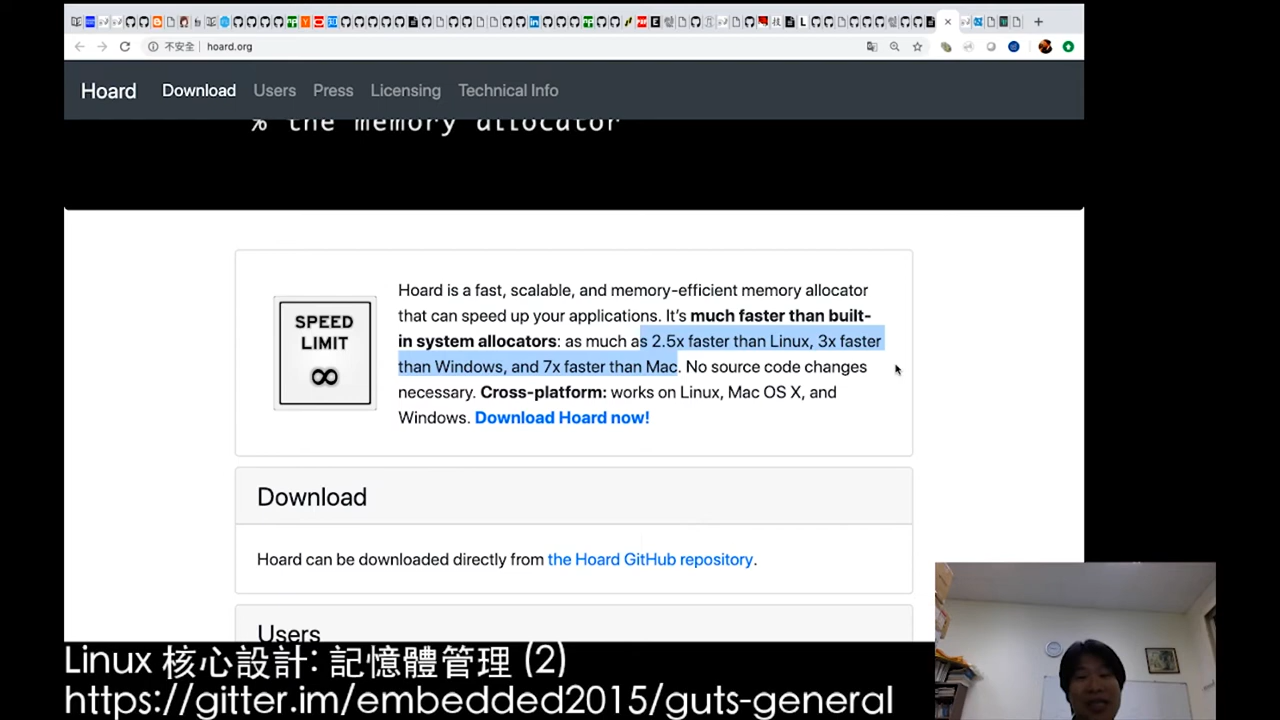 不安全 hoard.org
Hoard Download Users Press Licensing Technical Info
% the memory allocator
SPEED
LIMIT
∞
Hoard is a fast, scalable, and memory-efficient memory allocator
that can speed up your applications. It's much faster than built-
in system allocators: as much as 2.5x faster than Linux, 3x faster
than Windows, and 7x faster than Mac. No source code changes
necessary. Cross-platform: works on Linux, Mac OS X, and
Windows. Download Hoard now!
Download
Hoard can be downloaded directly from the Hoard GitHub repository.
Users
Linux 核心設計: 記憶體管理 (2)
https://gitter.im/embedded2015/guts-general